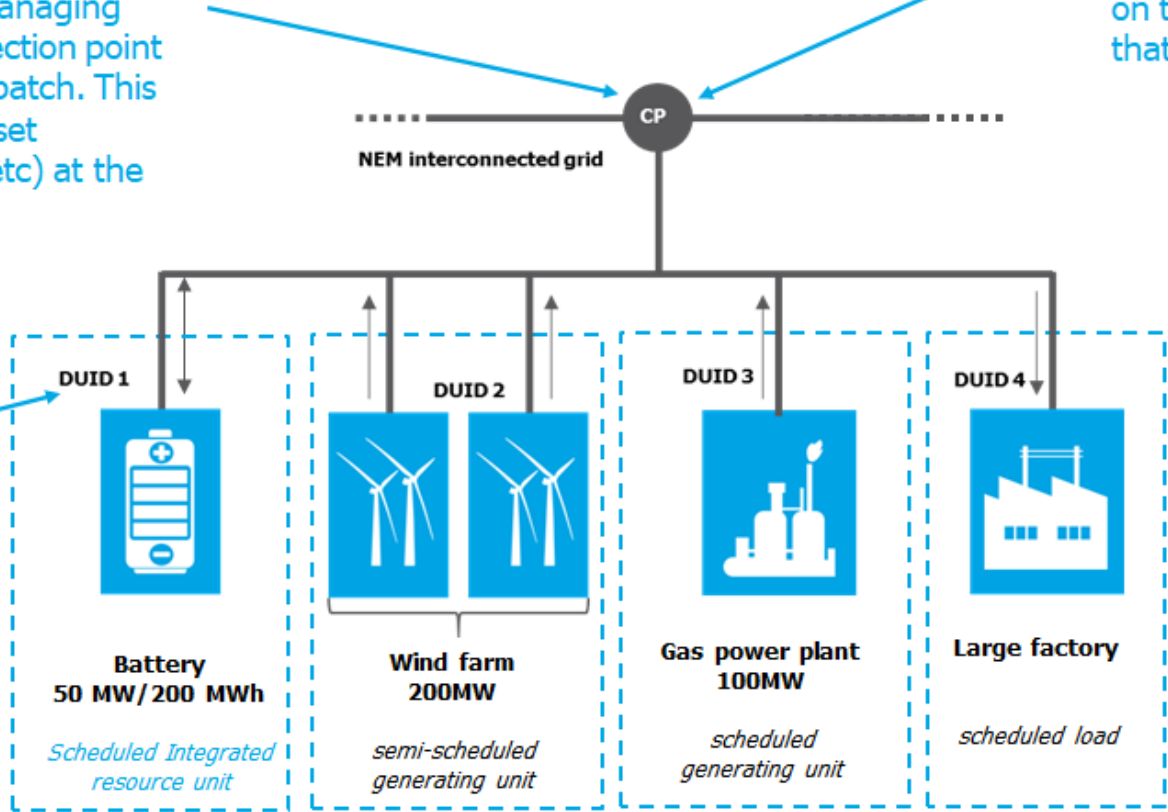 anaging
ection point
patch. This
set
etc) at the
on t
that
CP
NEM interconnected grid
DUID 1
DUID 2
DUID 3
DUID 4
Battery
50 MW/200 MWh
Scheduled Integrated
resource unit
Wind farm
200MW
semi-scheduled
generating unit
Gas power plant
100MW
scheduled
generating unit
Large factory
scheduled load